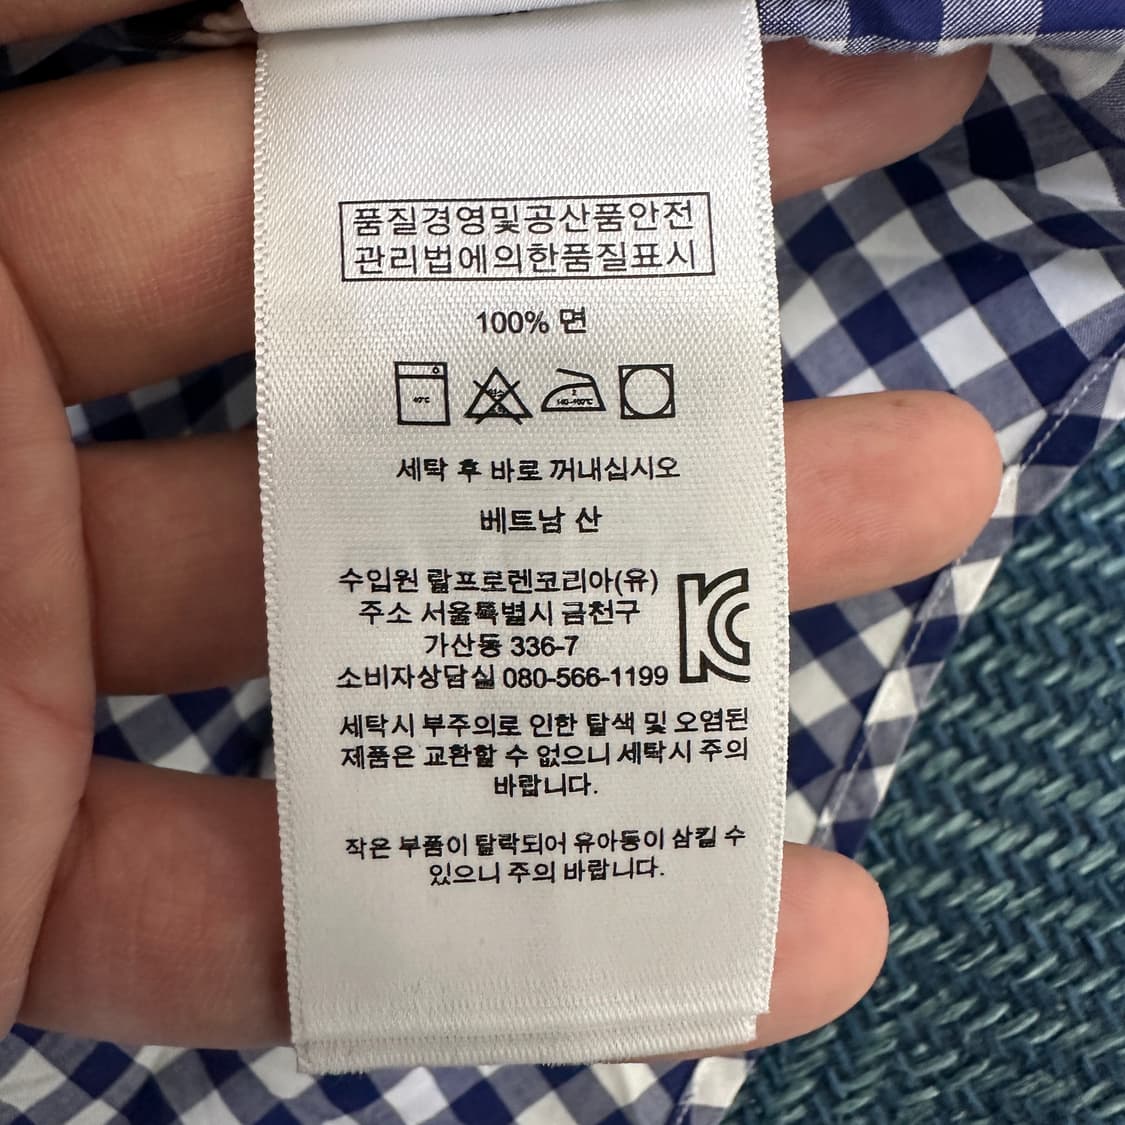 품질경영및공산품안전
관리법에의한품질표시
100% 면
40°C
세탁 후 바로 꺼내십시오
베트남 산
수입원 랄프로렌코리아(유)
주소 서울특별시 금천구
가산동 336-7
소비자상담실 080-566-1199
KC
세탁시 부주의로 인한 탈색 및 오염된
제품은 교환할 수 없으니 세탁시 주의
바랍니다.
작은 부품이 탈락되어 유아동이 삼킬 수
있으니 주의 바랍니다.